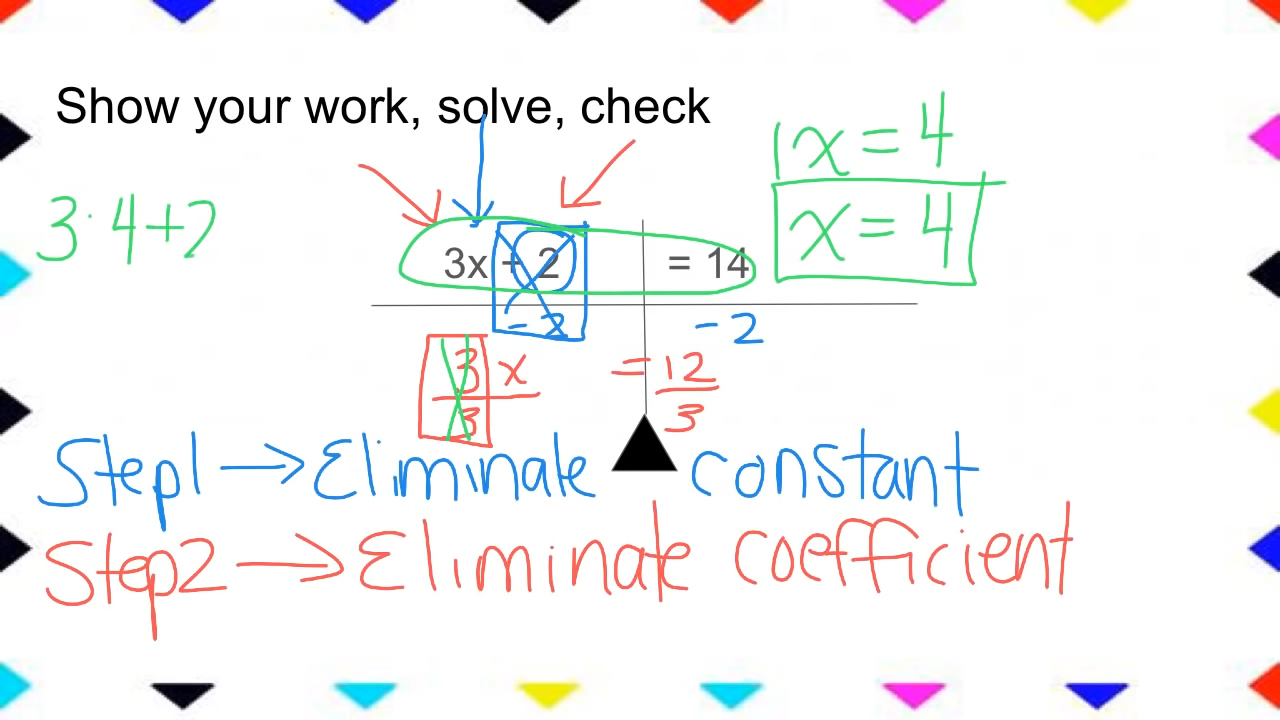 Show your work, solve, check
1x = 4
x = 4
3·4+2
3x + 2 = 14
- 2 - 2
3x = 12
3 3
Step1 → Eliminate constant
Step2 → Eliminate coefficient